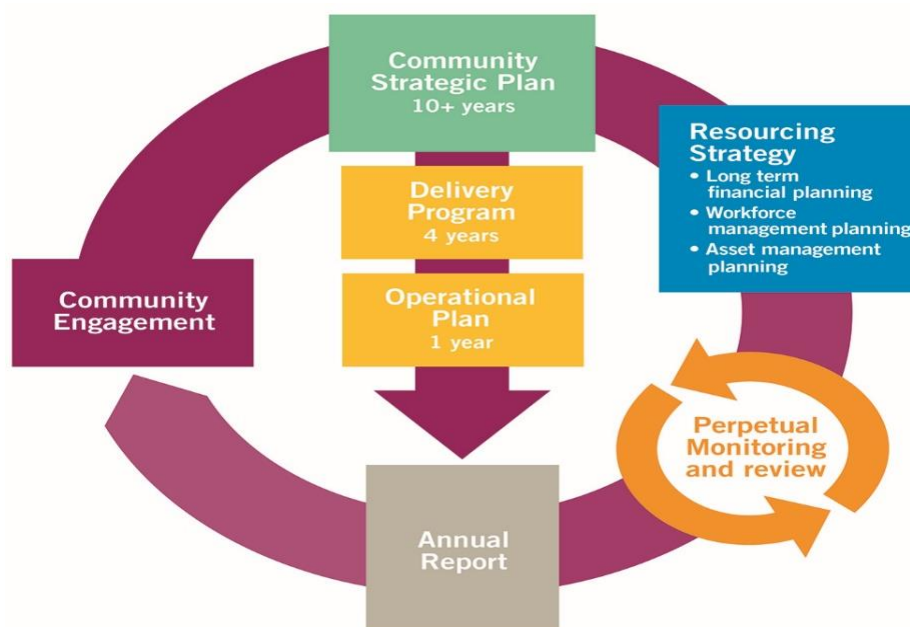 Community
Strategic Plan
10+ years
Resourcing
Strategy
• Long term
financial planning
• Workforce
management planning
• Asset management
planning
Delivery
Program
4 years
Community
Engagement
Operational
Plan
1 year
Perpetual
Monitoring
and review
Annual
Report